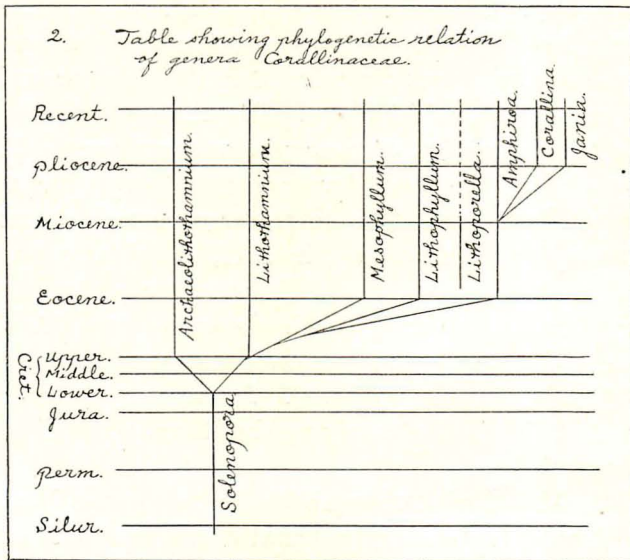 2. Table showing phylogenetic relation
of genera Corallinaceae.
Recent.
Pliocene.
Miocene.
Eocene.
Cret.
Upper.
Middle.
Lower.
Jura.
Perm.
Silur.
Archaeolithothamnium.
Lithothamnium.
Mesophyllum.
Lithophyllum.
Lithoporella.
Amphiroa.
Corallina.
Jania.
Solenopora